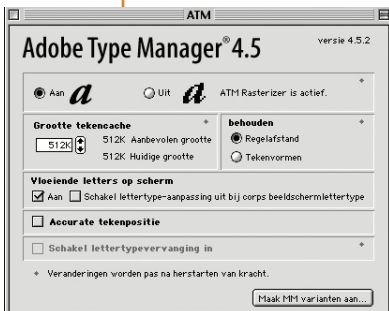 ATM
Adobe Type Manager® 4.5
versie 4.5.2
Aan a Uit a ATM Rasterizer is actief.
Grootte tekencache
512K
512K Aanbevolen grootte
512K Huidige grootte
behouden
Regelafstand
Tekenvormen
Vloeiende letters op scherm
Aan Schakel lettertype-aanpassing uit bij corps beeldschermlettertype
Accurate tekenpositie
Schakel lettertypevervanging in
Veranderingen worden pas na herstarten van kracht.
Maak MM varianten aan...